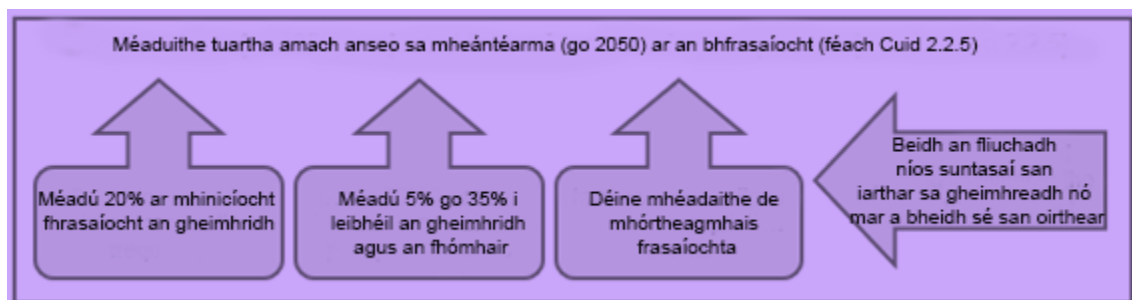 Méaduithe tuartha amach anseo sa mheántéarma (go 2050) ar an bhfrasaíocht (féach Cuid 2.2.5)
Méadú 20% ar mhinicíocht
fhrasaíocht an gheimhridh
Méadú 5% go 35% i
leibhéil an gheimhridh
agus an fhómhair
Déine mhéadaithe de
mhórtheagmhais
frasaíochta
Beidh an fliuchadh
níos suntasaí san
iarthar sa gheimhreadh nó
mar a bheidh sé san oirthear